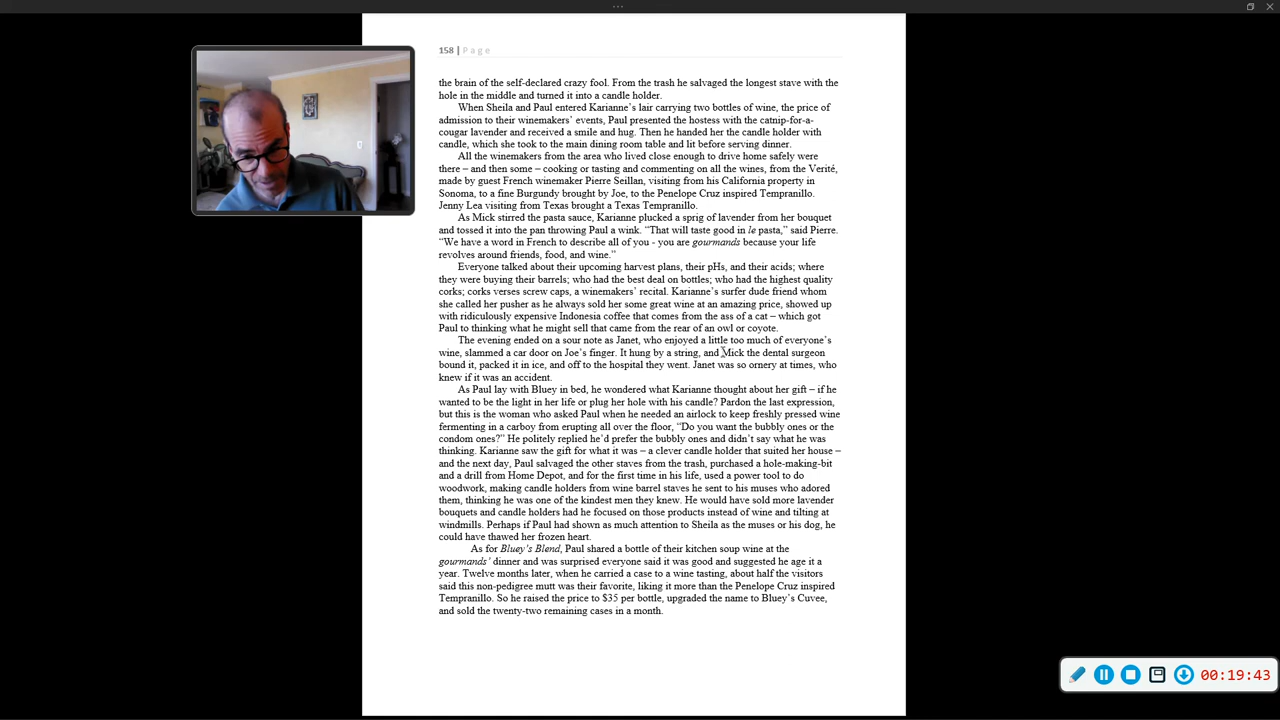 158 | Page
the brain of the self-declared crazy fool. From the trash he salvaged the longest stave with the
hole in the middle and turned it into a candle holder.
When Sheila and Paul entered Karianne's lair carrying two bottles of wine, the price of
admission to their winemakers' events, Paul presented the hostess with the catnip-for-a-
cougar lavender and received a smile and hug. Then he handed her the candle holder with
candle, which she took to the main dining room table and lit before serving dinner.
All the winemakers from the area who lived close enough to drive home safely were
there – and then some – cooking or tasting and commenting on all the wines, from the Verité,
made by guest French winemaker Pierre Seillan, visiting from his California property in
Sonoma, to a fine Burgundy brought by Joe, to the Penelope Cruz inspired Tempranillo.
Jenny Lea visiting from Texas brought a Texas Tempranillo.
As Mick stirred the pasta sauce, Karianne plucked a sprig of lavender from her bouquet
and tossed it into the pan throwing Paul a wink. “That will taste good in le pasta,” said Pierre.
“We have a word in French to describe all of you - you are gourmands because your life
revolves around friends, food, and wine.”
Everyone talked about their upcoming harvest plans, their pHs, and their acids; where
they were buying their barrels; who had the best deal on bottles; who had the highest quality
corks; corks verses screw caps, a winemakers' recital. Karianne's surfer dude friend whom
she called her pusher as he always sold her some great wine at an amazing price, showed up
with ridiculously expensive Indonesia coffee that comes from the ass of a cat – which got
Paul to thinking what he might sell that came from the rear of an owl or coyote.
The evening ended on a sour note as Janet, who enjoyed a little too much of everyone's
wine, slammed a car door on Joe's finger. It hung by a string, and Mick the dental surgeon
bound it, packed it in ice, and off to the hospital they went. Janet was so ornery at times, who
knew if it was an accident.
As Paul lay with Bluey in bed, he wondered what Karianne thought about her gift – if he
wanted to be the light in her life or plug her hole with his candle? Pardon the last expression,
but this is the woman who asked Paul when he needed an airlock to keep freshly pressed wine
fermenting in a carboy from erupting all over the floor, “Do you want the bubbly ones or the
condom ones?” He politely replied he'd prefer the bubbly ones and didn't say what he was
thinking. Karianne saw the gift for what it was – a clever candle holder that suited her house –
and the next day, Paul salvaged the other staves from the trash, purchased a hole-making-bit
and a drill from Home Depot, and for the first time in his life, used a power tool to do
woodwork, making candle holders from wine barrel staves he sent to his muses who adored
them, thinking he was one of the kindest men they knew. He would have sold more lavender
bouquets and candle holders had he focused on those products instead of wine and tilting at
windmills. Perhaps if Paul had shown as much attention to Sheila as the muses or his dog, he
could have thawed her frozen heart.
As for Bluey's Blend, Paul shared a bottle of their kitchen soup wine at the
gourmands' dinner and was surprised everyone said it was good and suggested he age it a
year. Twelve months later, when he carried a case to a wine tasting, about half the visitors
said this non-pedigree mutt was their favorite, liking it more than the Penelope Cruz inspired
Tempranillo. So he raised the price to $35 per bottle, upgraded the name to Bluey's Cuvee,
and sold the twenty-two remaining cases in a month.
00:19:43